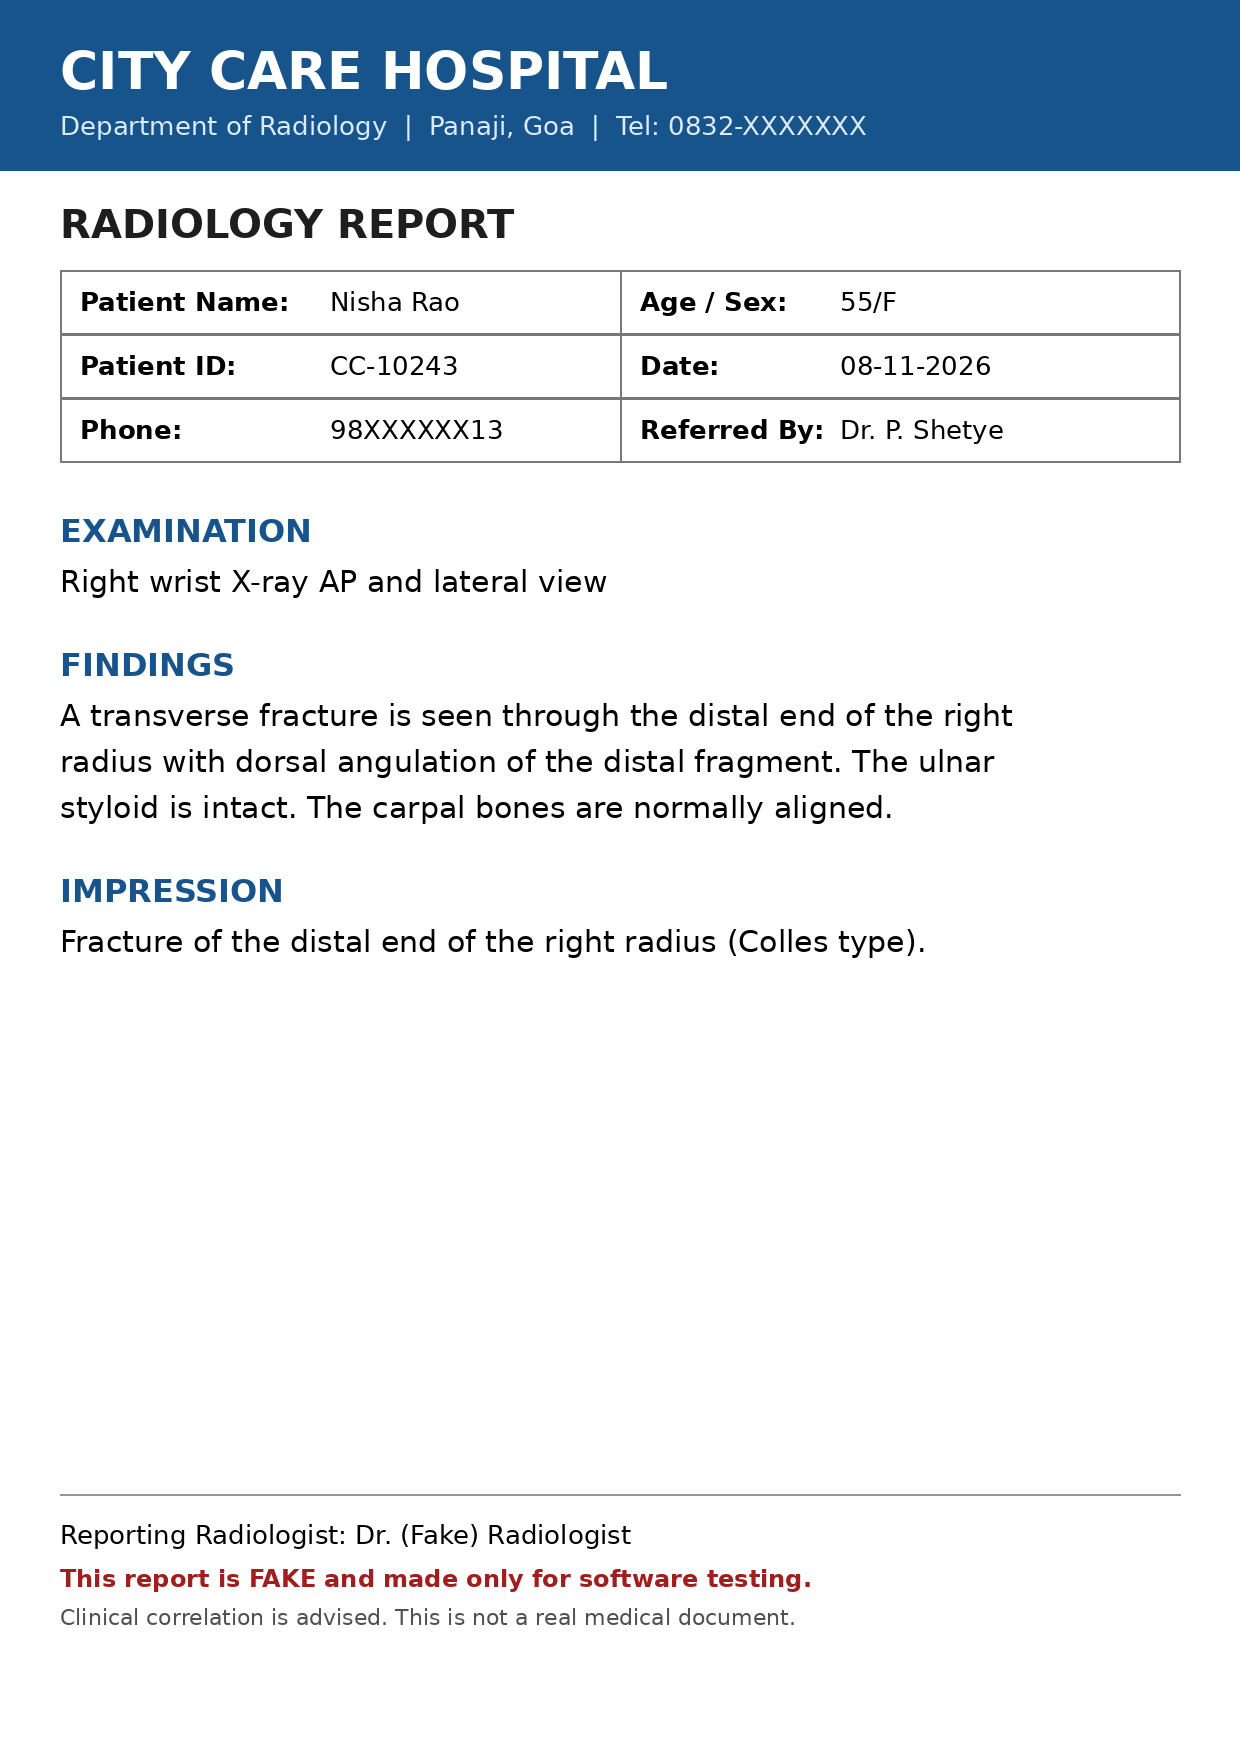 CITY CARE HOSPITAL
Department of Radiology | Panaji, Goa | Tel: 0832-XXXXXXX
RADIOLOGY REPORT
Patient Name: Nisha Rao Age / Sex: 55/F
Patient ID: CC-10243 Date: 08-11-2026
Phone: 98XXXXXX13 Referred By: Dr. P. Shetye
EXAMINATION
Right wrist X-ray AP and lateral view
FINDINGS
A transverse fracture is seen through the distal end of the right
radius with dorsal angulation of the distal fragment. The ulnar
styloid is intact. The carpal bones are normally aligned.
IMPRESSION
Fracture of the distal end of the right radius (Colles type).
Reporting Radiologist: Dr. (Fake) Radiologist
This report is FAKE and made only for software testing.
Clinical correlation is advised. This is not a real medical document.